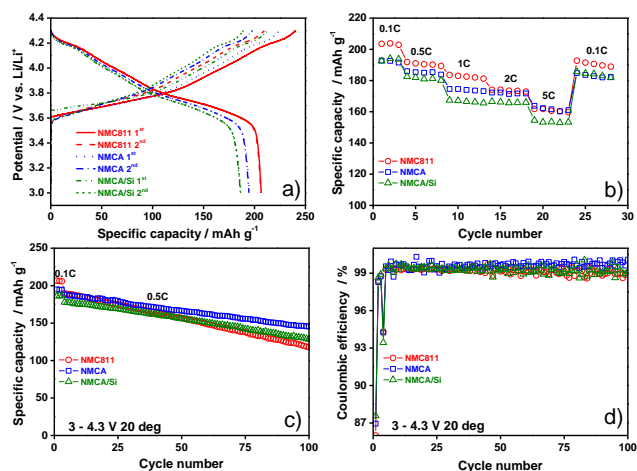 4.4
4.2
4.0
3.8
3.6
3.4
3.2
3.0
Potential / V vs. Li/Li⁺
NMC811 1ˢᵗ
NMC811 2ⁿᵈ
NMCA 1ˢᵗ
NMCA 2ⁿᵈ
NMCA/Si 1ˢᵗ
NMCA/Si 2ⁿᵈ
a)
0 50 100 150 200 250
Specific capacity / mAh g⁻¹
220
200
180
160
140
120
100
Specific capacity / mAh g⁻¹
0.1C
0.5C
1C
2C
5C
0.1C
NMC811
NMCA
NMCA/Si
b)
0 5 10 15 20 25 30
Cycle number
250
200
150
100
50
0
Specific capacity / mAh g⁻¹
0.1C
0.5C
NMC811
NMCA
NMCA/Si
3 - 4.3 V 20 deg
c)
0 25 50 75 100
Cycle number
99
96
93
90
87
Coulombic efficiency / %
NMC811
NMCA
NMCA/Si
3 - 4.3 V 20 deg
d)
0 25 50 75 100
Cycle number